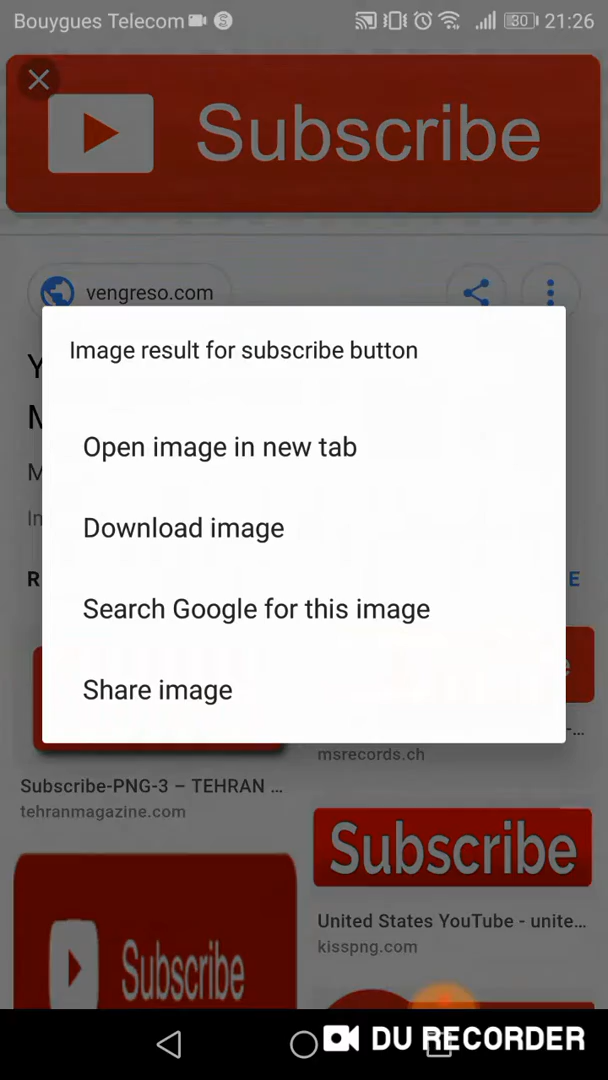 Bouygues Telecom
30
21:26
Subscribe
vengreso.com
Y
Image result for subscribe button
M
Open image in new tab
M
In
Download image
R
E
Search Google for this image
e
Share image
-...
msrecords.ch
Subscribe-PNG-3 – TEHRAN ...
tehranmagazine.com
Subscribe
United States YouTube - unite...
kisspng.com
Subscribe
DU RECORDER